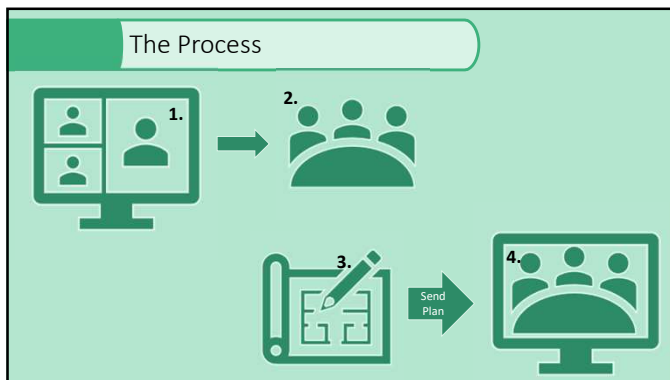 The Process
1.
2.
3.
Send
Plan
4.